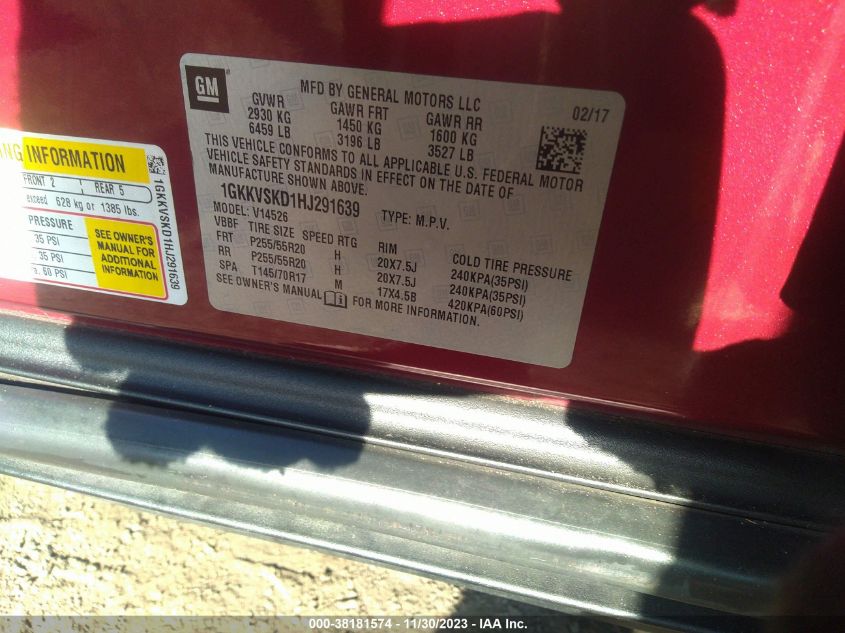 GM
MFD BY GENERAL MOTORS LLC
02/17
GVWR GAWR FRT GAWR RR
2930 KG 1450 KG 1600 KG
6459 LB 3196 LB 3527 LB
THIS VEHICLE CONFORMS TO ALL APPLICABLE U.S. FEDERAL MOTOR
VEHICLE SAFETY STANDARDS IN EFFECT ON THE DATE OF
MANUFACTURE SHOWN ABOVE.
1GKKVSKD1HJ291639
MODEL: V14526 TYPE: M.P.V.
VBBF TIRE SIZE SPEED RTG RIM COLD TIRE PRESSURE
FRT P255/55R20 H 20X7.5J 240KPA(35PSI)
RR P255/55R20 H 20X7.5J 240KPA(35PSI)
SPA T145/70R17 M 17X4.5B 420KPA(60PSI)
SEE OWNER'S MANUAL FOR MORE INFORMATION.
INFORMATION
FRONT 2 REAR 5
exceed 628 kg or 1385 lbs.
PRESSURE
35 PSI
35 PSI
60 PSI
SEE OWNER'S
MANUAL FOR
ADDITIONAL
INFORMATION
1GKKVSKD1HJ291639
000-38181574 - 11/30/2023 - IAA Inc.